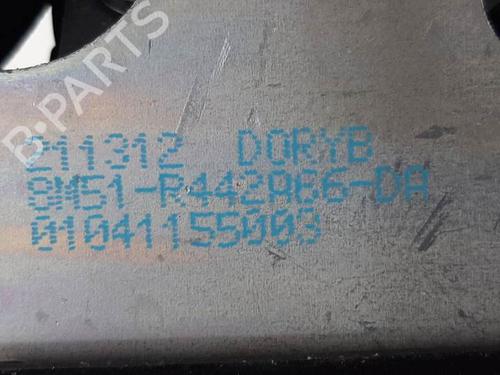 B-PARTS
211312 DORYB
8M51-R442A66-DA
01041155003